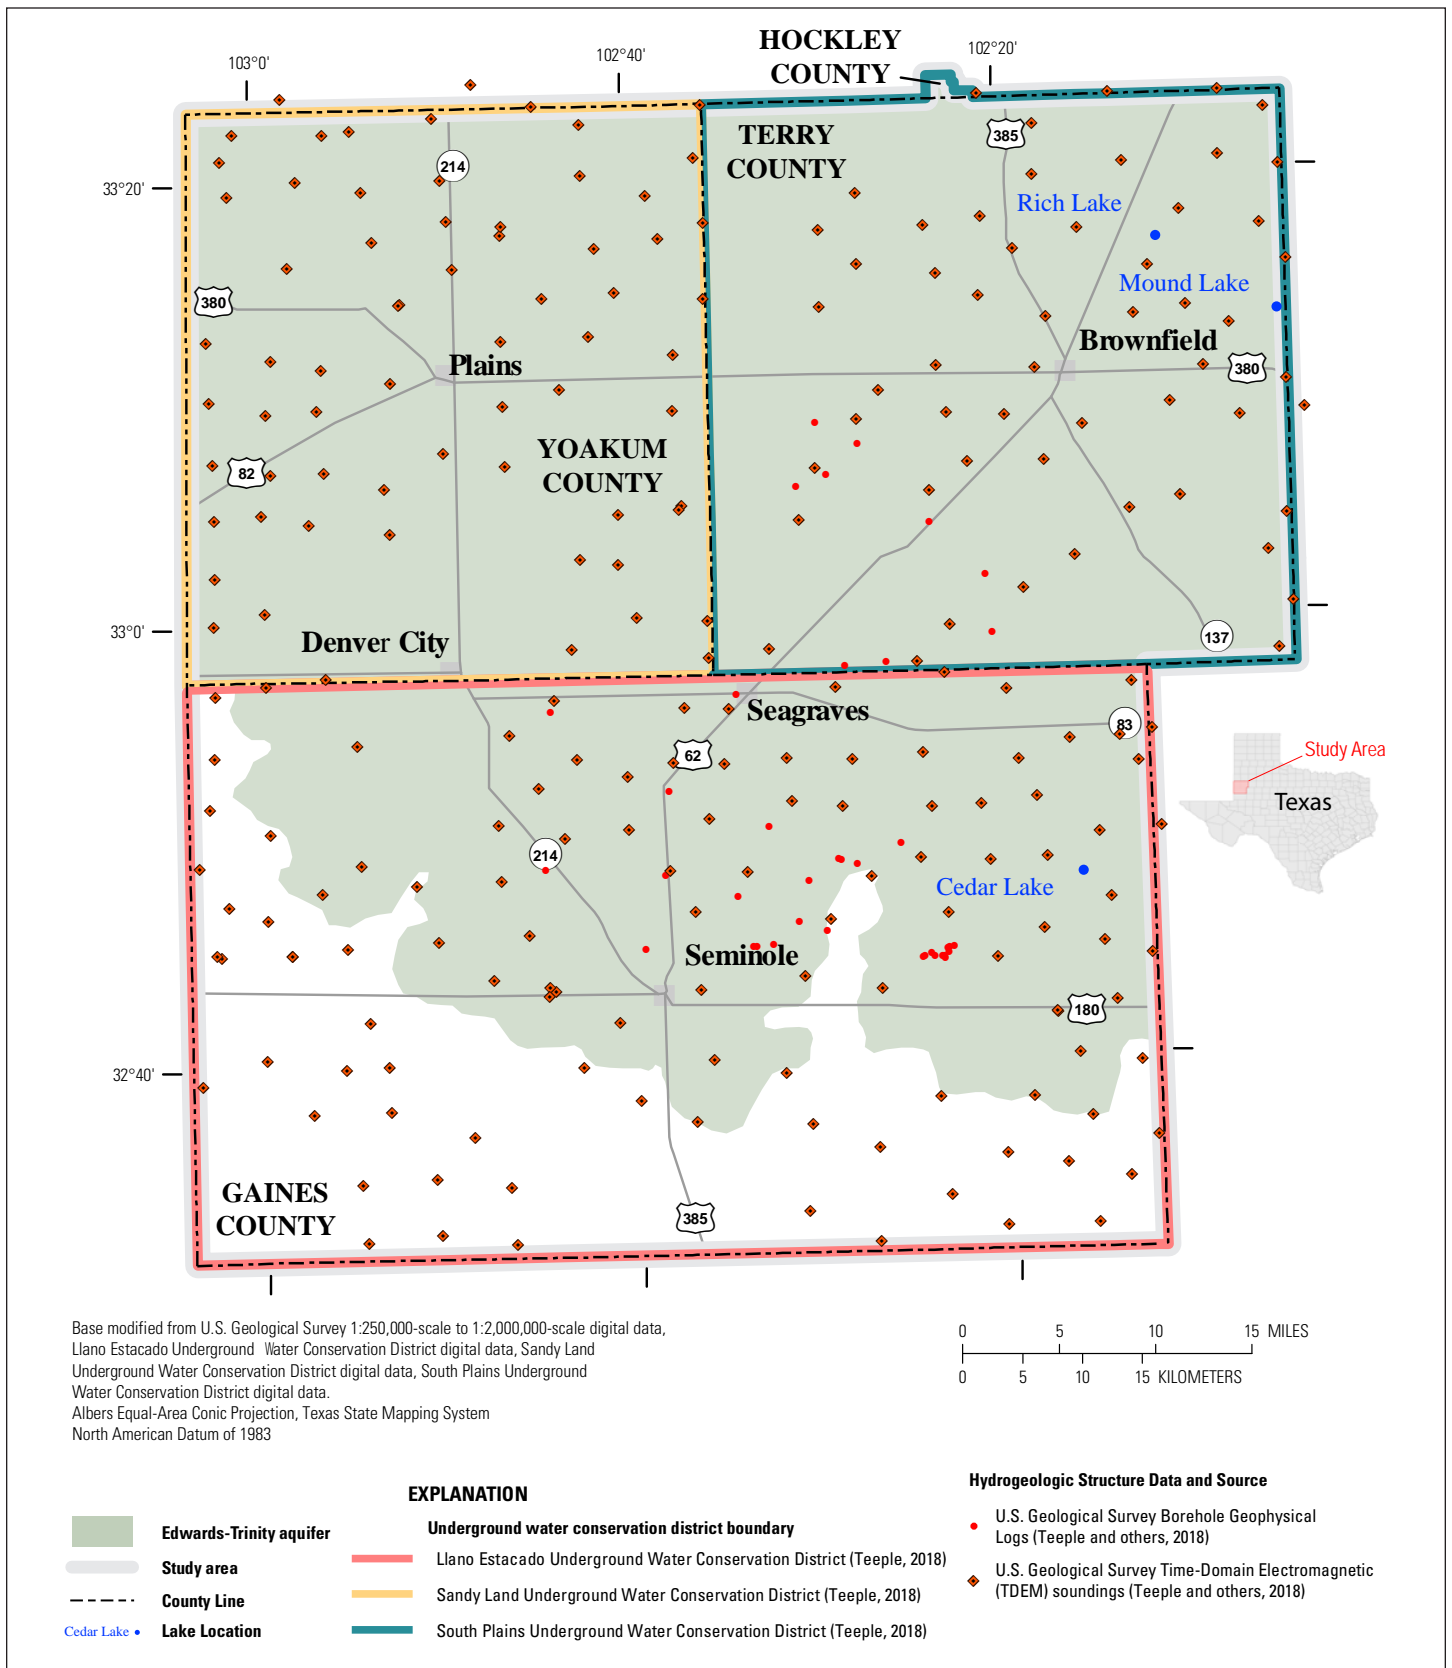 HOCKLEY
COUNTY
103°0'
102°40'
102°20'
TERRY
COUNTY
385
214
33°20'
Rich Lake
Mound Lake
380
Brownfield
Plains
380
YOAKUM
COUNTY
82
33°0'
Denver City
137
Seagraves
83
62
Study Area
Texas
214
Cedar Lake
Seminole
180
32°40'
GAINES
COUNTY
385
Base modified from U.S. Geological Survey 1:250,000-scale to 1:2,000,000-scale digital data,
Llano Estacado Underground Water Conservation District digital data, Sandy Land
Underground Water Conservation District digital data, South Plains Underground
Water Conservation District digital data.
Albers Equal-Area Conic Projection, Texas State Mapping System
North American Datum of 1983
0 5 10 15 MILES
0 5 10 15 KILOMETERS
EXPLANATION
Edwards-Trinity aquifer
Study area
County Line
Cedar Lake
Lake Location
Underground water conservation district boundary
Llano Estacado Underground Water Conservation District (Teeple, 2018)
Sandy Land Underground Water Conservation District (Teeple, 2018)
South Plains Underground Water Conservation District (Teeple, 2018)
Hydrogeologic Structure Data and Source
U.S. Geological Survey Borehole Geophysical
Logs (Teeple and others, 2018)
U.S. Geological Survey Time-Domain Electromagnetic
(TDEM) soundings (Teeple and others, 2018)